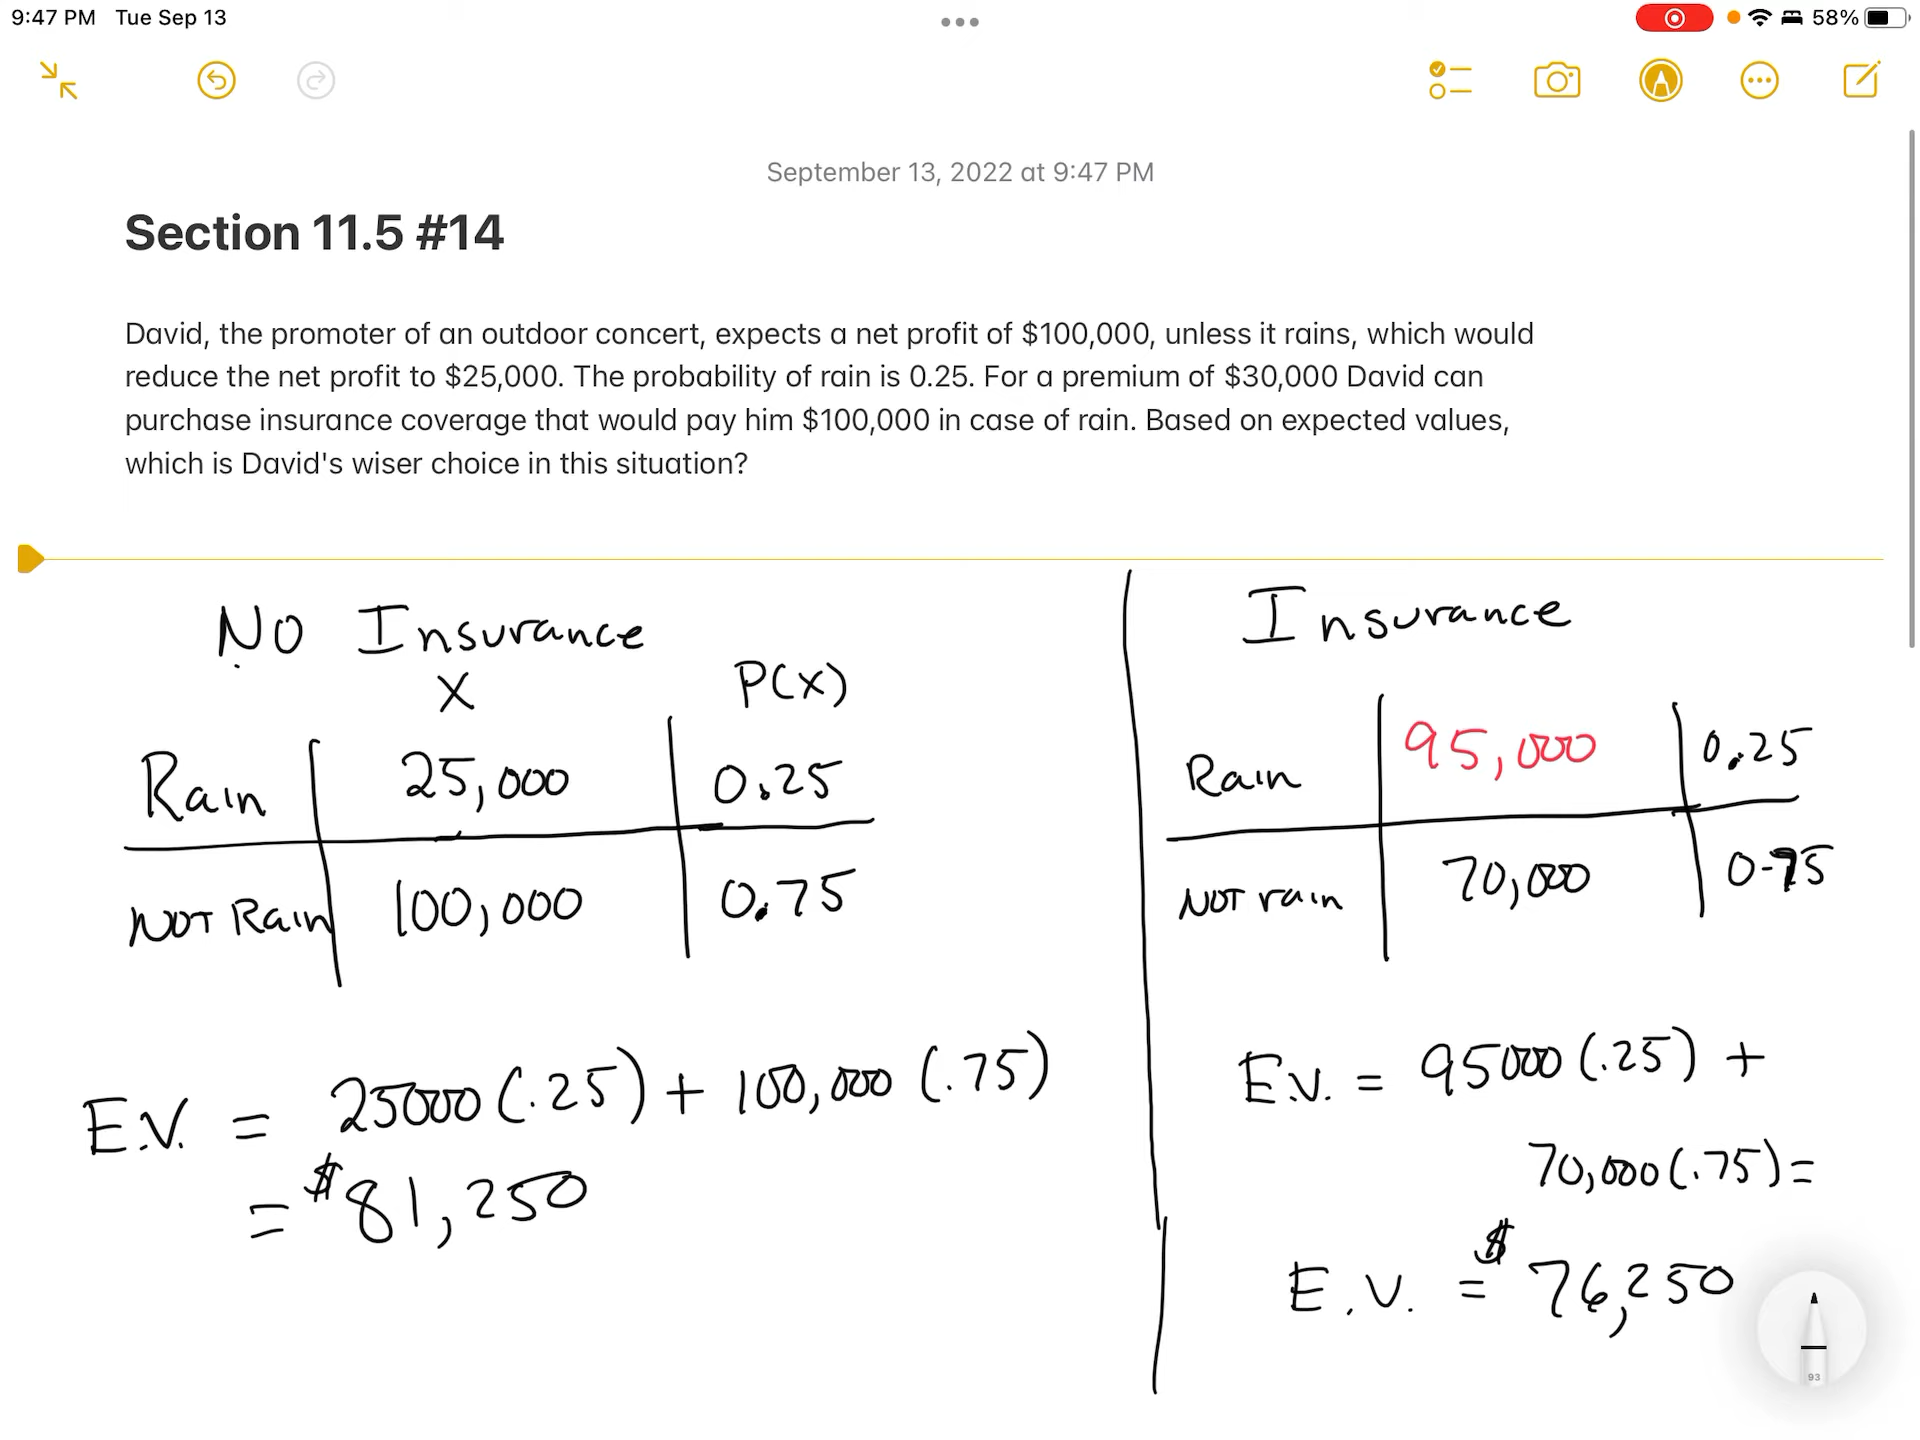 9:47 PM Tue Sep 13
58%
September 13, 2022 at 9:47 PM
Section 11.5 #14
David, the promoter of an outdoor concert, expects a net profit of $100,000, unless it rains, which would
reduce the net profit to $25,000. The probability of rain is 0.25. For a premium of $30,000 David can
purchase insurance coverage that would pay him $100,000 in case of rain. Based on expected values,
which is David's wiser choice in this situation?
No Insurance
X P(X)
Rain 25,000 0.25
NOT Rain 100,000 0.75
E.V. = 25000 (.25) + 100,000 (.75)
= $81,250
Insurance
Rain 95,000 0.25
NOT rain 70,000 0.75
E.V. = 95000 (.25) +
70,000 (.75) =
E.V. = $76,250
93